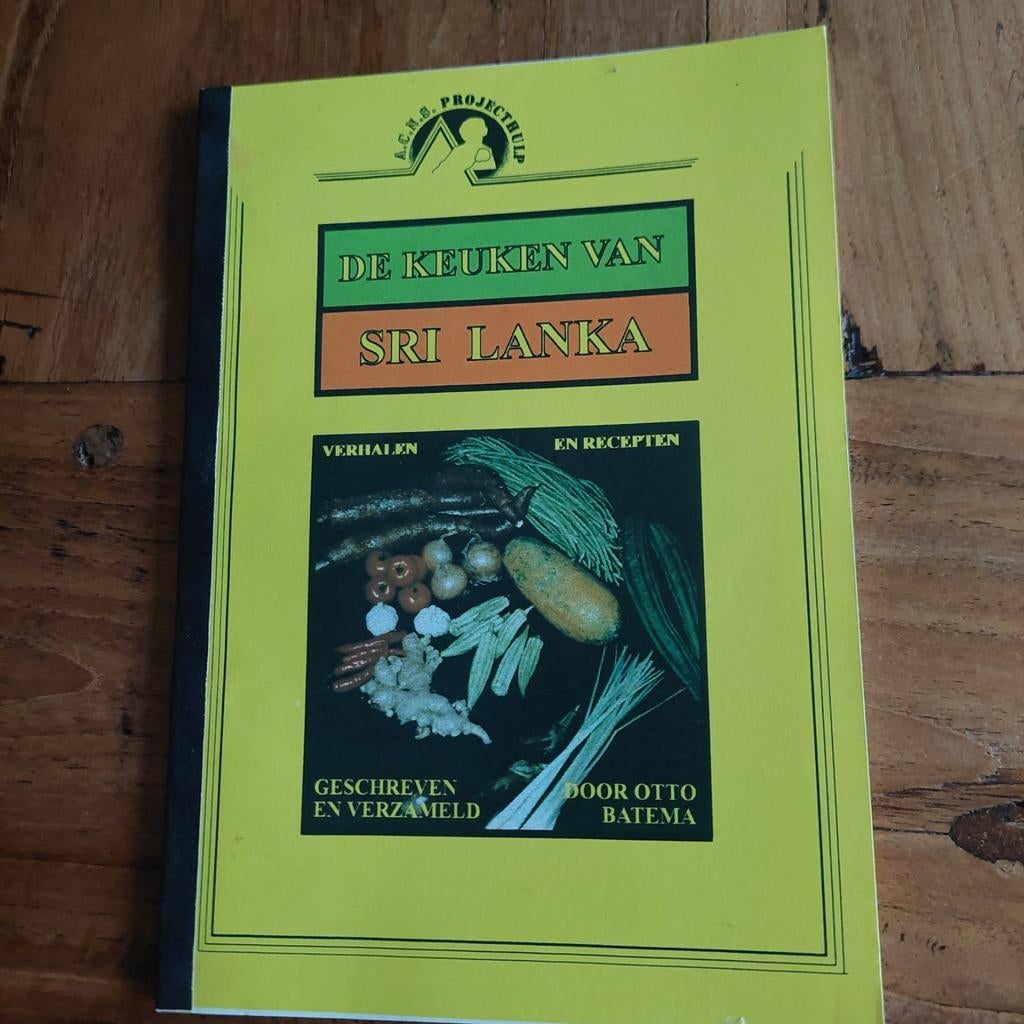 A.C.N.S. PROJECTHULP
DE KEUKEN VAN
SRI LANKA
VERHALEN EN RECEPTEN
GESCHREVEN DOOR OTTO
EN VERZAMELD BATEMA